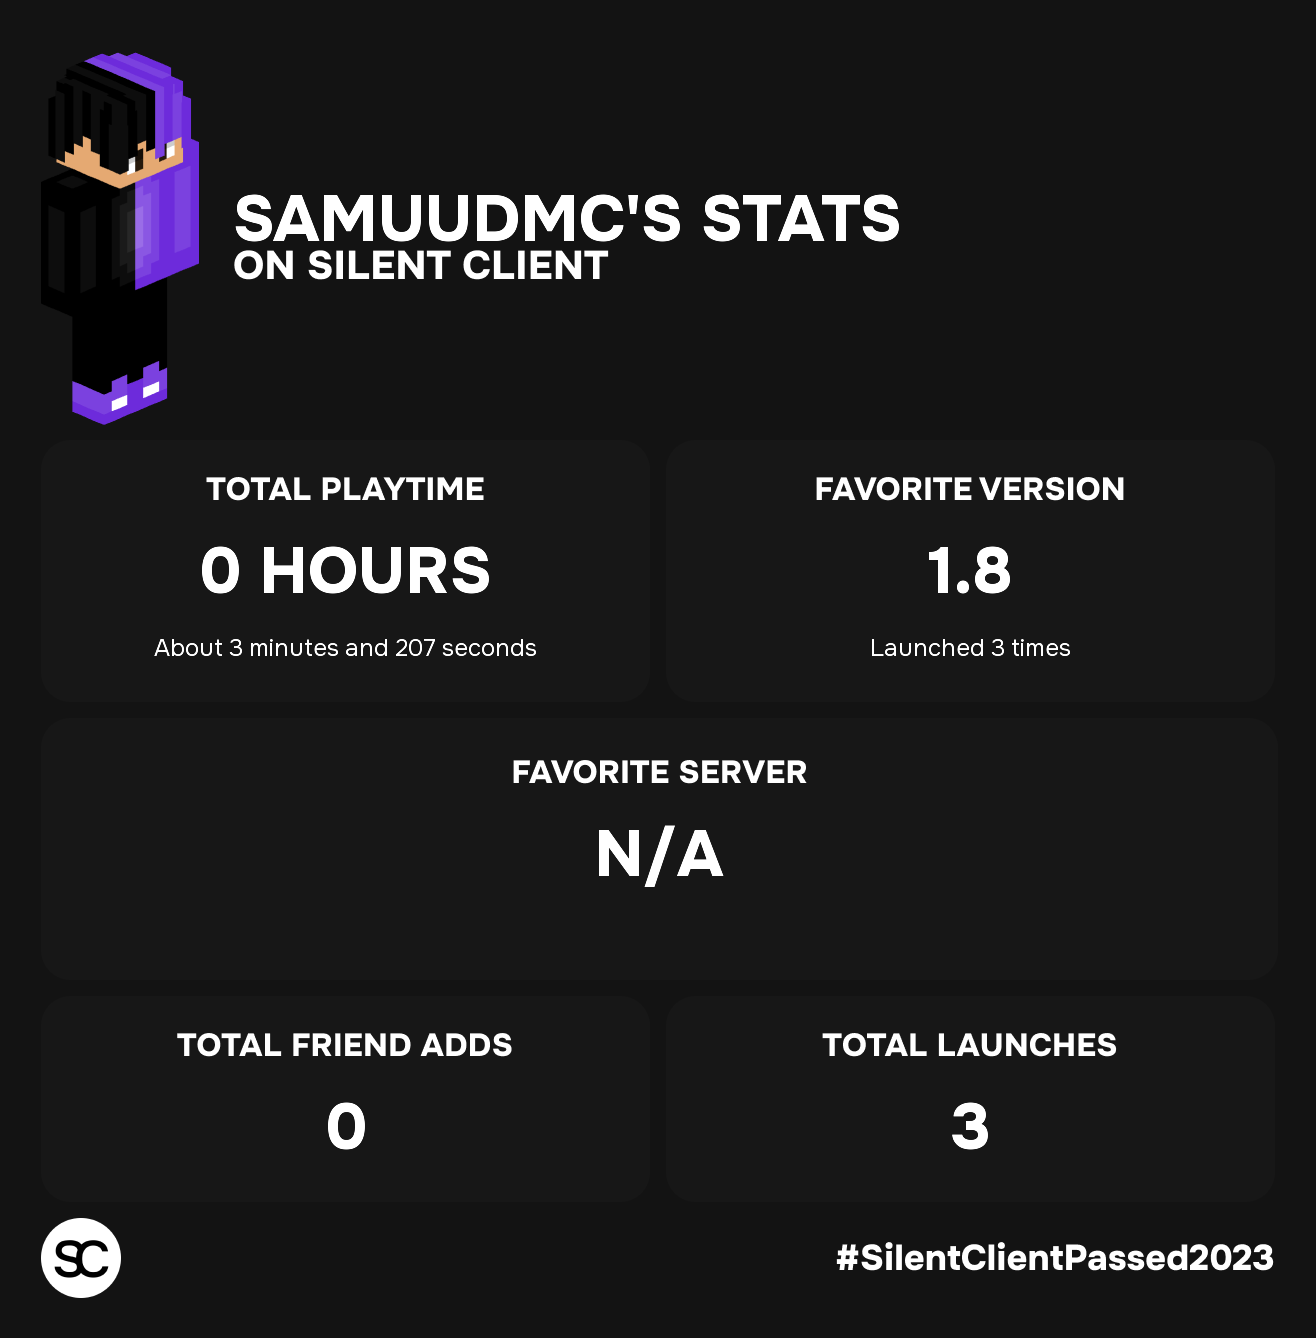 SAMUUDMC'S STATS
ON SILENT CLIENT
TOTAL PLAYTIME
0 HOURS
About 3 minutes and 207 seconds
FAVORITE VERSION
1.8
Launched 3 times
FAVORITE SERVER
N/A
TOTAL FRIEND ADDS
0
TOTAL LAUNCHES
3
SC
#SilentClientPassed2023